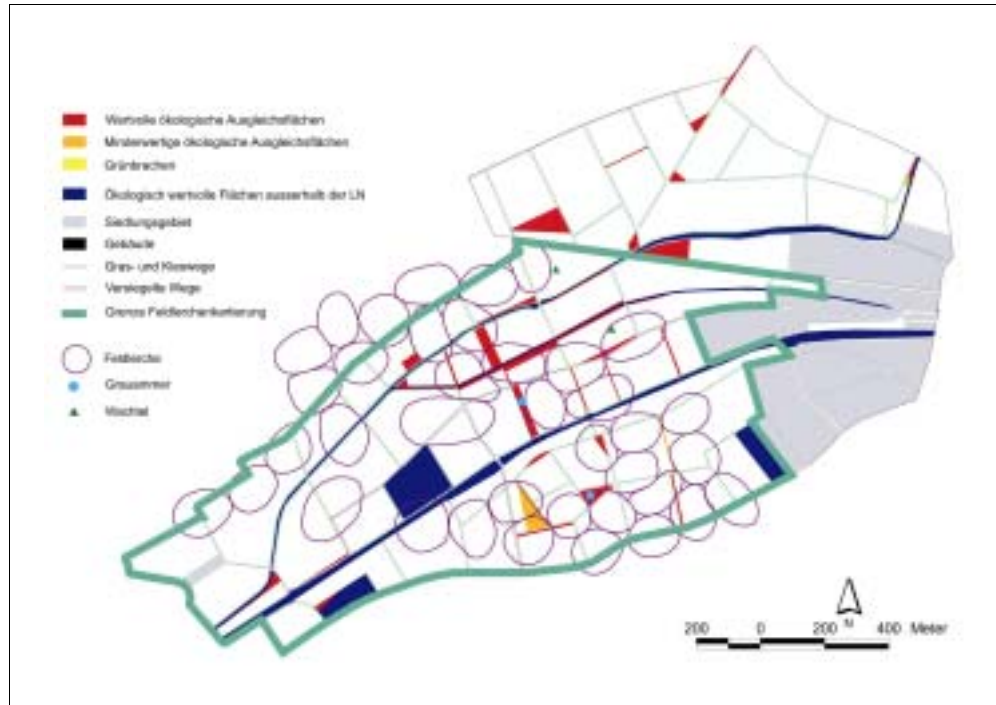 Wertvolle ökologische Ausgleichsflächen
Minderwertige ökologische Ausgleichsflächen
Grünbrachen
Ökologisch wertvolle Flächen ausserhalb der LN
Siedlungsgebiet
Gebäude
Gras- und Kieswege
Versiegelte Wege
Grenze Feldlerchenkartierung
Feldlerche
Grauammer
Wachtel
N
200 0 200 400 Meter